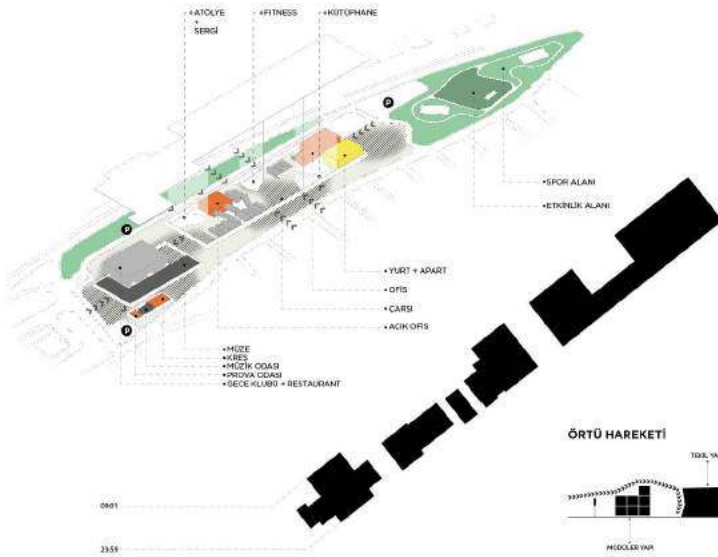 +ATÖLYE
+
SERGİ
+FITNESS
+KÜTÜPHANE
P
SPOR ALANI
ETKİNLİK ALANI
P
YURT + APART
OFİS
ÇARŞI
AÇIK OFİS
P
MÜZE
KREŞ
MÜZİK ODASI
PROVA ODASI
GECE KLUBÜ + RESTAURANT
ÖRTÜ HAREKETİ
TEKİL YA
09:01
23:59
MODÜLER YAPI